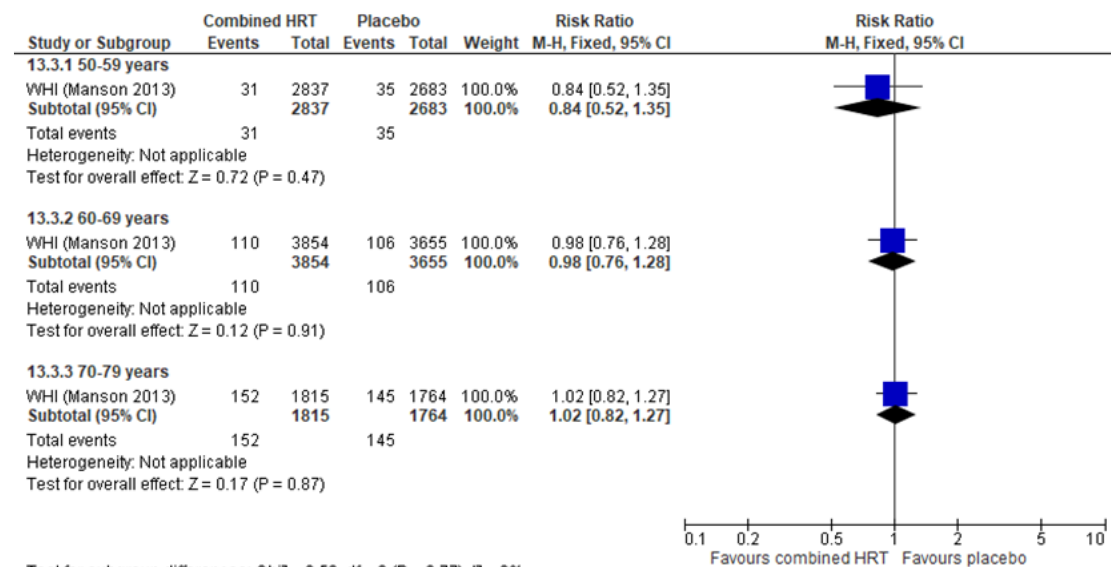 Combined HRT Placebo Risk Ratio Risk Ratio
Study or Subgroup Events Total Events Total Weight M-H, Fixed, 95% CI M-H, Fixed, 95% CI
13.3.1 50-59 years
WHI (Manson 2013) 31 2837 35 2683 100.0% 0.84 [0.52, 1.35]
Subtotal (95% CI) 2837 2683 100.0% 0.84 [0.52, 1.35]
Total events 31 35
Heterogeneity: Not applicable
Test for overall effect: Z = 0.72 (P = 0.47)
13.3.2 60-69 years
WHI (Manson 2013) 110 3854 106 3655 100.0% 0.98 [0.76, 1.28]
Subtotal (95% CI) 3854 3655 100.0% 0.98 [0.76, 1.28]
Total events 110 106
Heterogeneity: Not applicable
Test for overall effect: Z = 0.12 (P = 0.91)
13.3.3 70-79 years
WHI (Manson 2013) 152 1815 145 1764 100.0% 1.02 [0.82, 1.27]
Subtotal (95% CI) 1815 1764 100.0% 1.02 [0.82, 1.27]
Total events 152 145
Heterogeneity: Not applicable
Test for overall effect: Z = 0.17 (P = 0.87)
0.1 0.2 0.5 1 2 5 10
Favours combined HRT Favours placebo